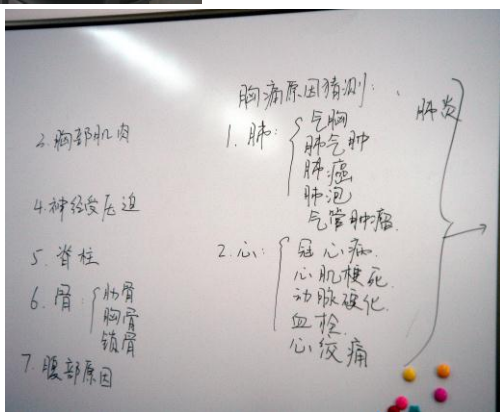 胸痛原因猜测：
1. 肺：气胸
肺气肿
肺癌
肺泡
气管肿瘤.
2. 心：冠心病.
心肌梗死.
动脉硬化.
血栓.
心绞痛
3. 胸部肌肉
4. 神经受压迫
5. 脊柱
6. 骨：肋骨
胸骨
锁骨
7. 腹部原因
肺炎